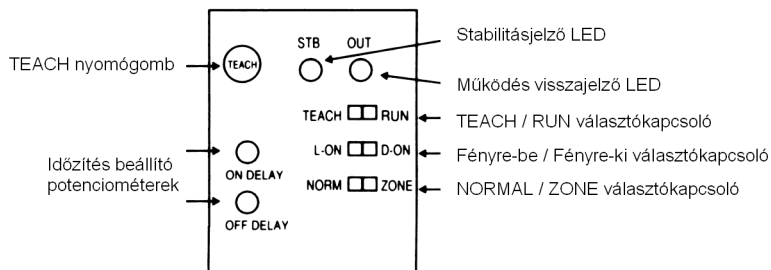 TEACH nyomógomb
TEACH
STB OUT
Stabilitásjelző LED
Működés visszajelző LED
TEACH RUN
TEACH / RUN választókapcsoló
Időzítés beállító
potenciométerek
ON DELAY
L-ON D-ON
Fényre-be / Fényre-ki választókapcsoló
NORM ZONE
NORMAL / ZONE választókapcsoló
OFF DELAY